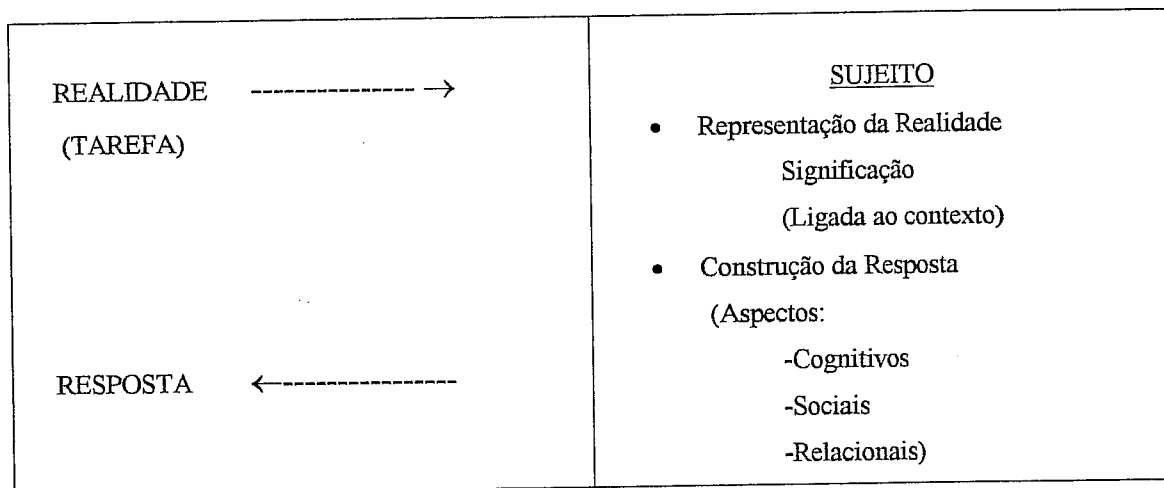 REALIDADE ---------------- →
(TAREFA)
RESPOSTA ←-----------------
SUJEITO
• Representação da Realidade
Significação
(Ligada ao contexto)
• Construção da Resposta
(Aspectos:
-Cognitivos
-Sociais
-Relacionais)